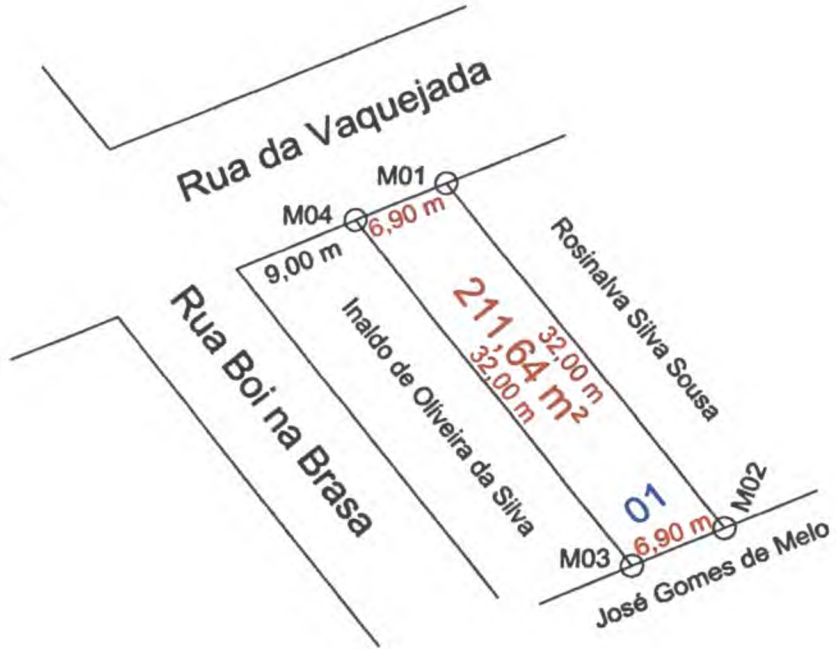 Rua da Vaquejada
M01
M04
6,90 m
9,00 m
Rosinalva Silva Sousa
211,64 m²
32,00 m
32,00 m
Inaldo de Oliveira da Silva
Rua Boi na Brasa
01
M02
6,90 m
M03
José Gomes de Melo